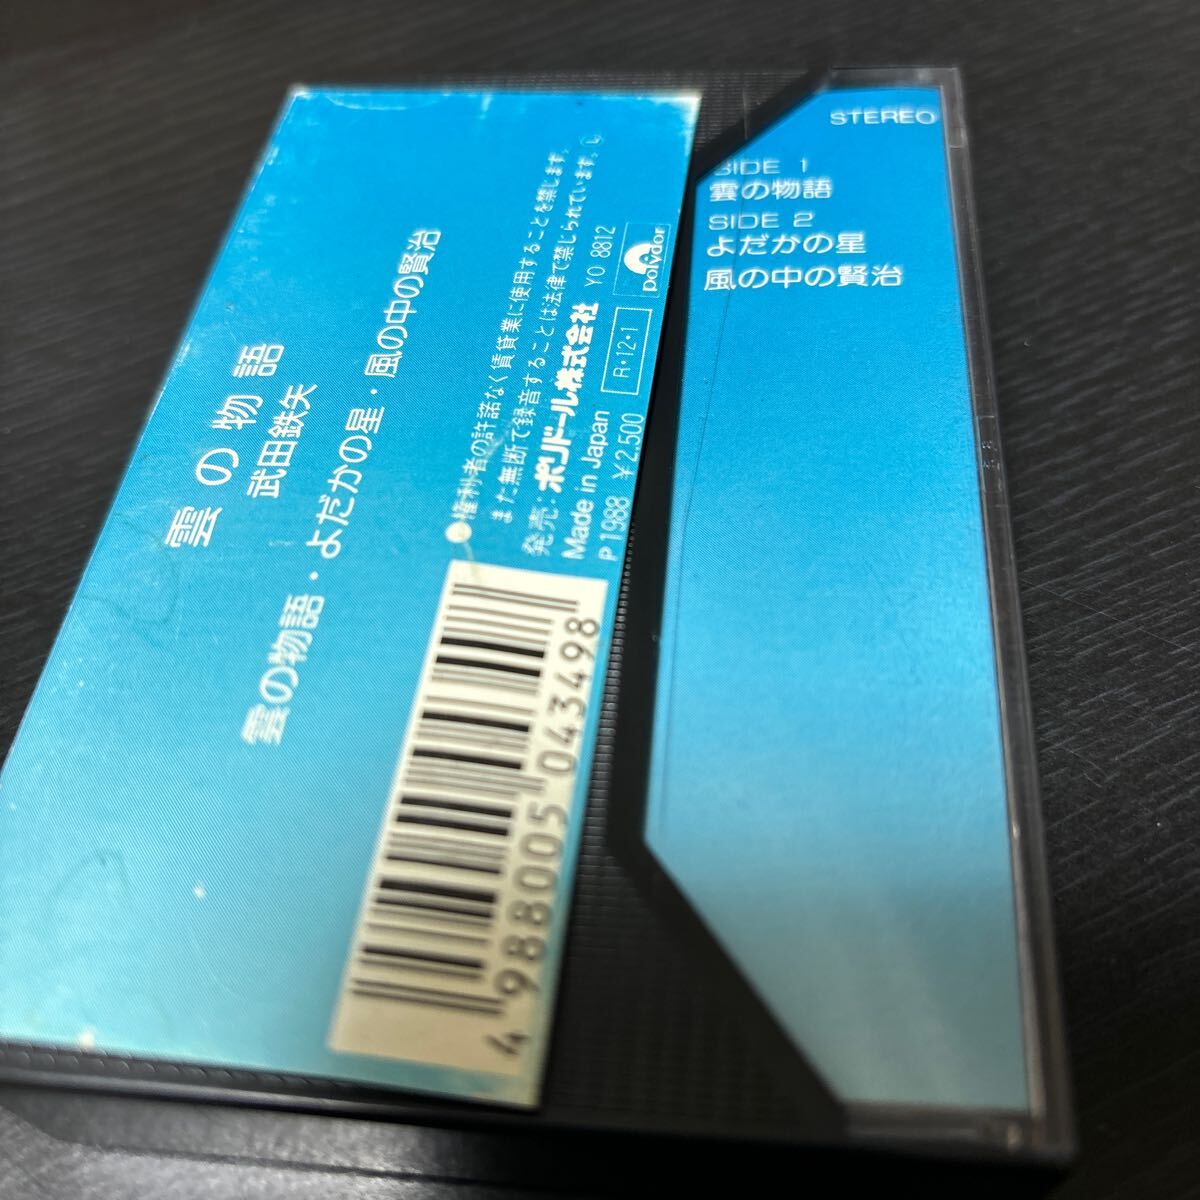 雲の物語
武田鉄矢
雲の物語・よだかの星・風の中の賢治
権利者の許諾なく賃貸業に使用することを禁じます。
また無断で録音することは法律で禁じられています。Ⓛ
発売:ポリドール株式会社 YO 8812
Made in Japan R・12・1
P 1988 ¥2,500
polydor
4 988005 043498
STEREO
SIDE 1
雲の物語
SIDE 2
よだかの星
風の中の賢治